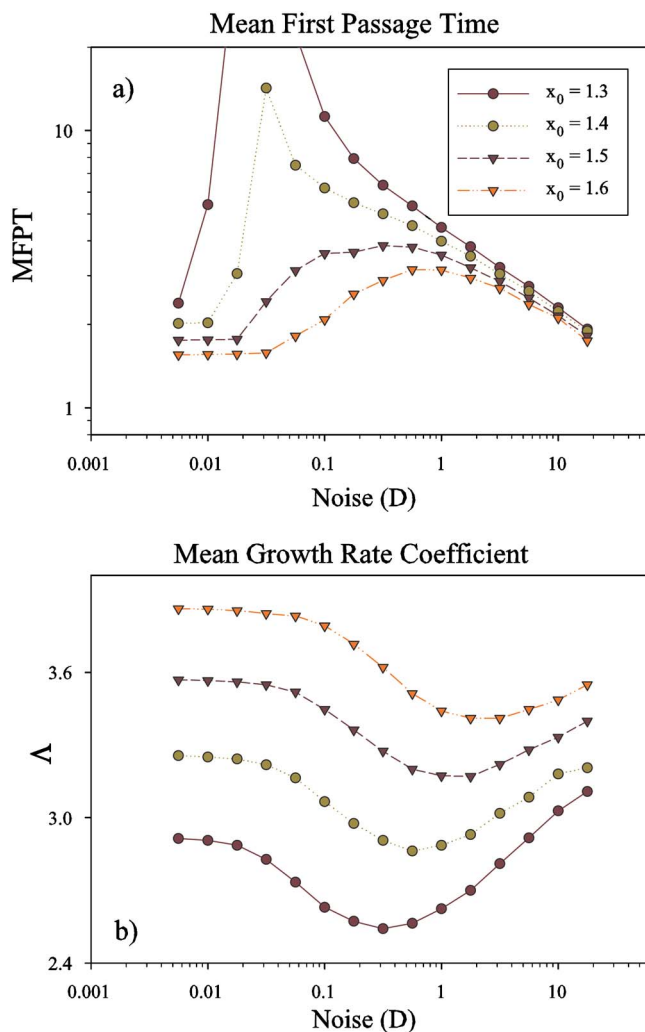 Mean First Passage Time
a)
x₀ = 1.3
x₀ = 1.4
x₀ = 1.5
x₀ = 1.6
10
1
MFPT
0.001 0.01 0.1 1 10
Noise (D)
Mean Growth Rate Coefficient
3.6
3.0
2.4
Λ
b)
0.001 0.01 0.1 1 10
Noise (D)